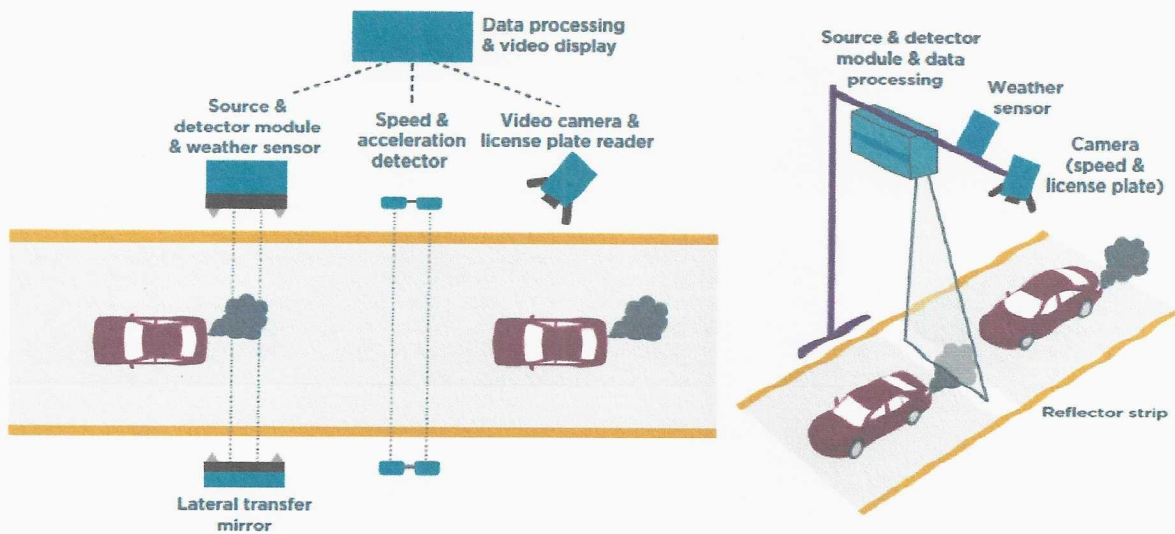 Data processing
& video display
Source &
detector module
& weather sensor
Speed &
acceleration
detector
Video camera &
license plate reader
Lateral transfer
mirror
Source & detector
module & data
processing
Weather
sensor
Camera
(speed &
license plate)
Reflector strip